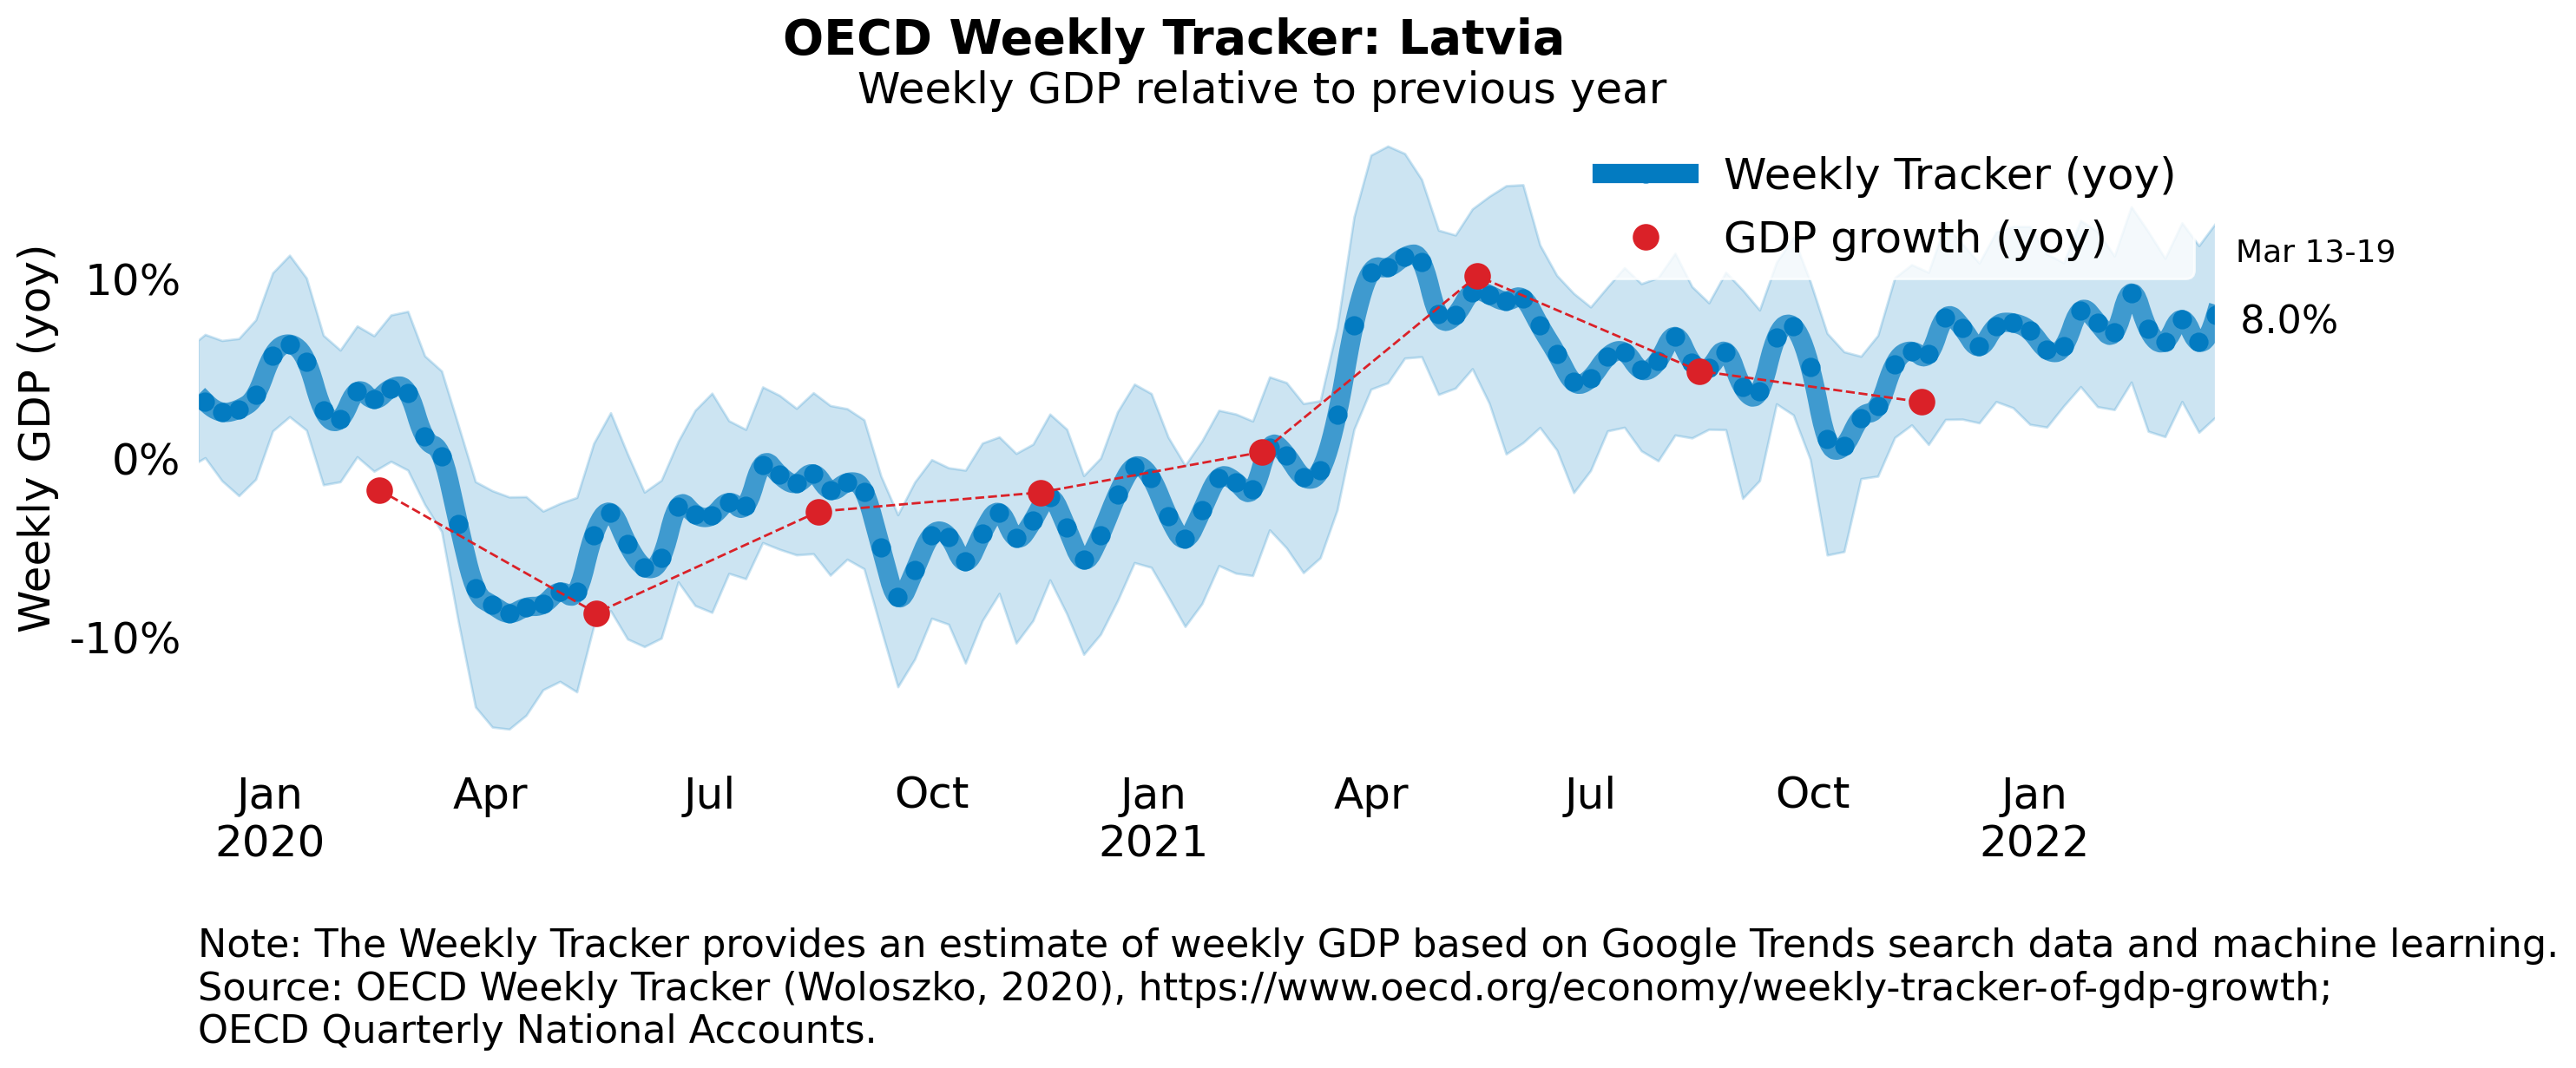 OECD Weekly Tracker: Latvia
Weekly GDP relative to previous year
Weekly Tracker (yoy)
GDP growth (yoy)
Mar 13-19
8.0%
Weekly GDP (yoy)
10%
0%
-10%
Jan Apr Jul Oct Jan Apr Jul Oct Jan
2020 2021 2022
Note: The Weekly Tracker provides an estimate of weekly GDP based on Google Trends search data and machine learning.
Source: OECD Weekly Tracker (Woloszko, 2020), https://www.oecd.org/economy/weekly-tracker-of-gdp-growth;
OECD Quarterly National Accounts.